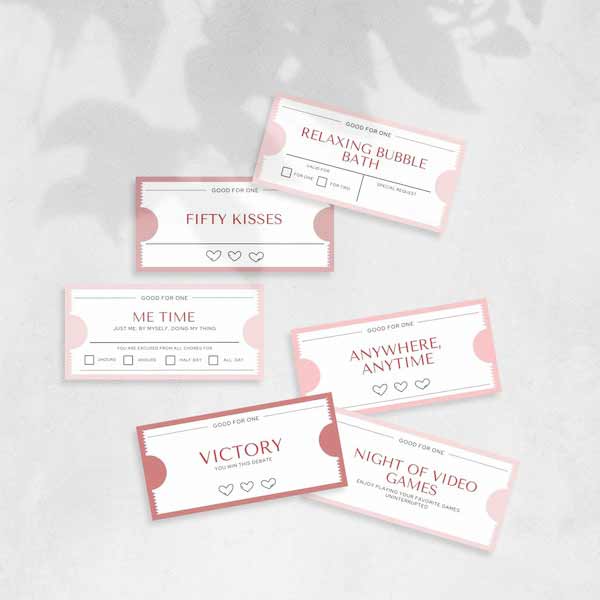 GOOD FOR ONE
RELAXING BUBBLE
BATH
VALID FOR
FOR ONE
FOR TWO
SPECIAL REQUEST
GOOD FOR ONE
FIFTY KISSES
GOOD FOR ONE
ME TIME
JUST ME, BY MYSELF, DOING MY THING
YOU ARE EXCUSED FROM ALL CHORES FOR
HALF DAY
ALL DAY
GOOD FOR ONE
ANYWHERE,
ANYTIME
GOOD FOR ONE
VICTORY
YOU WIN THIS DEBATE
GOOD FOR ONE
NIGHT OF VIDEO
GAMES
ENJOY PLAYING YOUR FAVORITE GAMES
UNINTERRUPTED